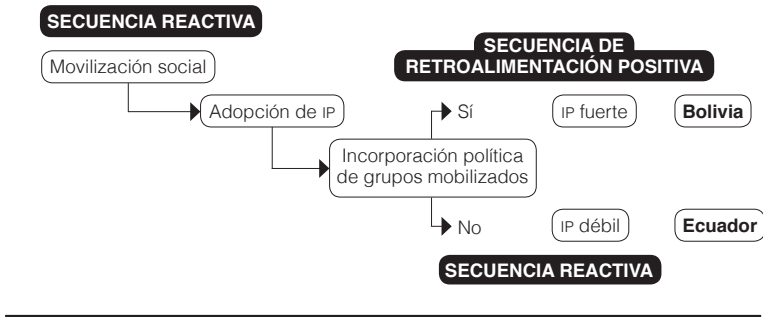 SECUENCIA REACTIVA
Movilización social
SECUENCIA DE
RETROALIMENTACIÓN POSITIVA
Adopción de IP
Sí
IP fuerte
Bolivia
Incorporación política
de grupos mobilizados
No
IP débil
Ecuador
SECUENCIA REACTIVA